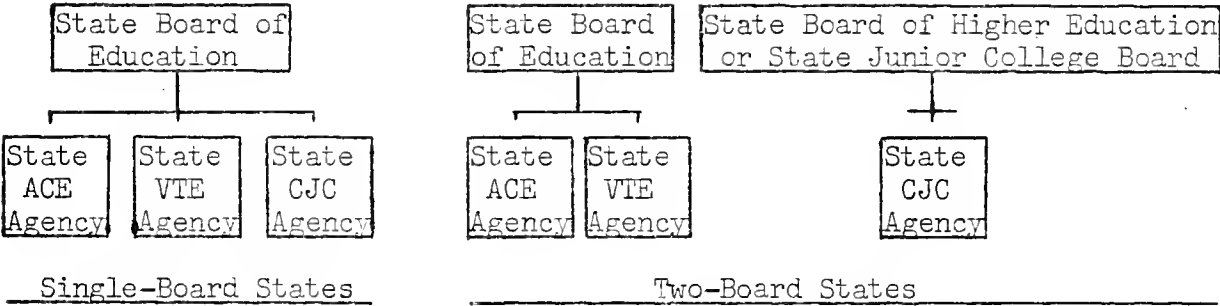 State Board of
Education
State Board
of Education
State Board of Higher Education
or State Junior College Board
State
ACE
Agency
State
VTE
Agency
State
CJC
Agency
State
ACE
Agency
State
VTE
Agency
State
CJC
Agency
Single-Board States
Two-Board States